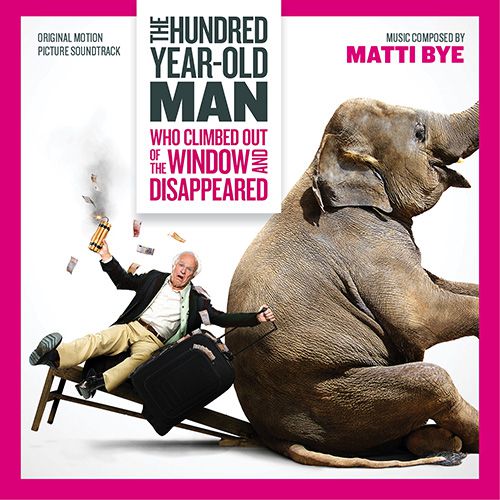 ORIGINAL MOTION
PICTURE SOUNDTRACK
THE HUNDRED
YEAR-OLD
MAN
WHO CLIMBED OUT
OF THE WINDOW AND
DISAPPEARED
MUSIC COMPOSED BY
MATTI BYE